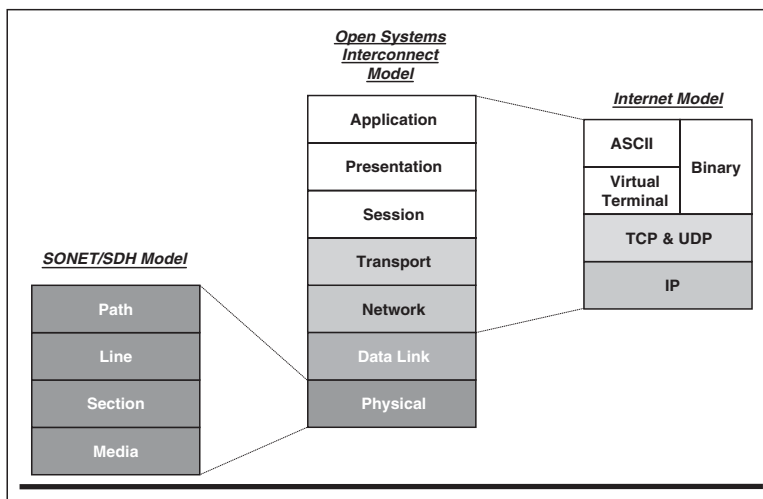 Open Systems
Interconnect
Model
Application
Presentation
Session
Transport
Network
Data Link
Physical
SONET/SDH Model
Path
Line
Section
Media
Internet Model
ASCII
Virtual
Terminal
Binary
TCP & UDP
IP